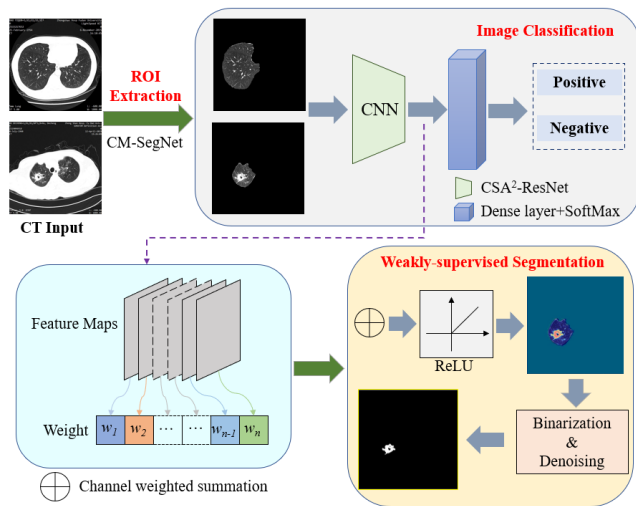 Image Classification
ROI
Extraction
CM-SegNet
CNN
Positive
Negative
CSA²-ResNet
Dense layer+SoftMax
CT Input
Weakly-supervised Segmentation
Feature Maps
ReLU
Weight
w1 w2 ... ... wn-1 wn
Binarization
&
Denoising
Channel weighted summation